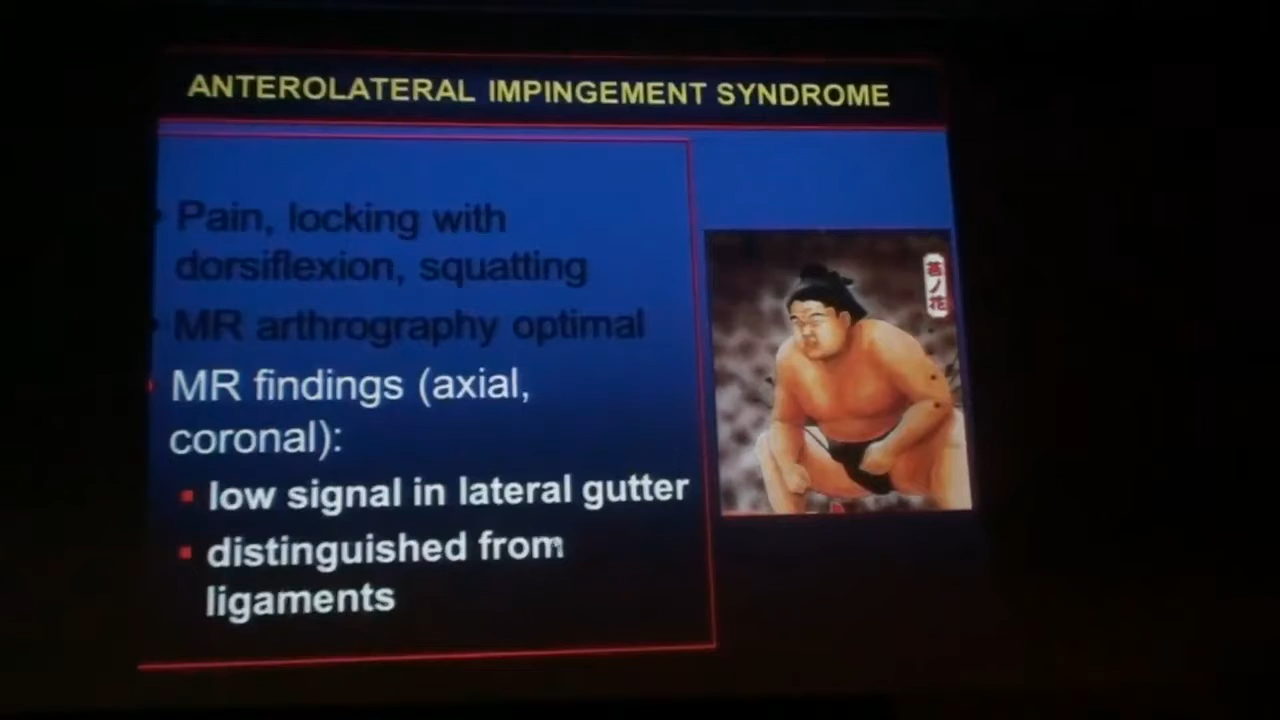 ANTEROLATERAL IMPINGEMENT SYNDROME
Pain, locking with
dorsiflexion, squatting
MR arthrography optimal
MR findings (axial,
coronal):
low signal in lateral gutter
distinguished from
ligaments